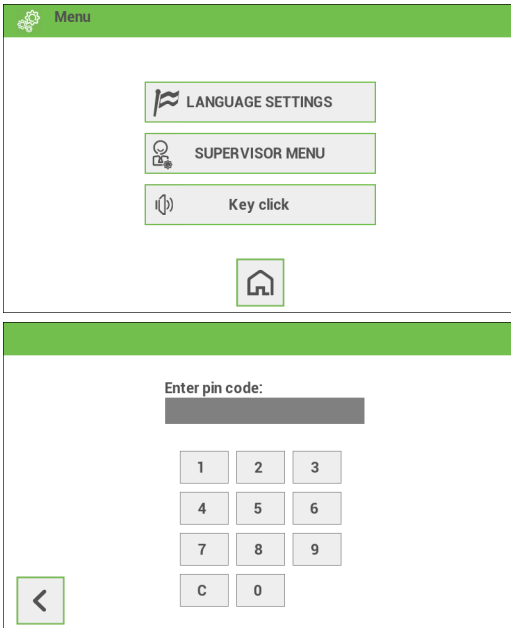 Menu
LANGUAGE SETTINGS
SUPERVISOR MENU
Key click
Enter pin code:
1 2 3
4 5 6
7 8 9
C 0